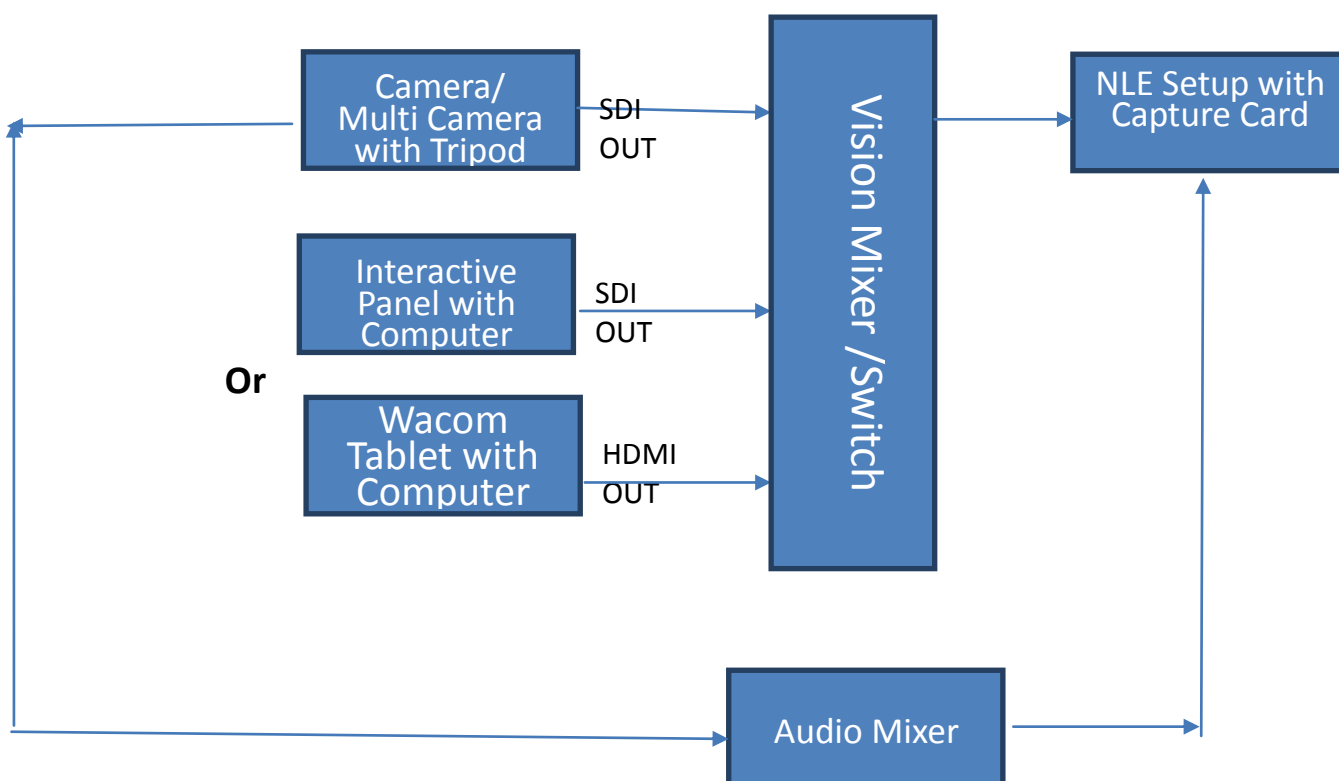 Camera/
Multi Camera
with Tripod
SDI
OUT
Interactive
Panel with
Computer
SDI
OUT
Or
Wacom
Tablet with
Computer
HDMI
OUT
Vision Mixer /Switch
NLE Setup with
Capture Card
Audio Mixer